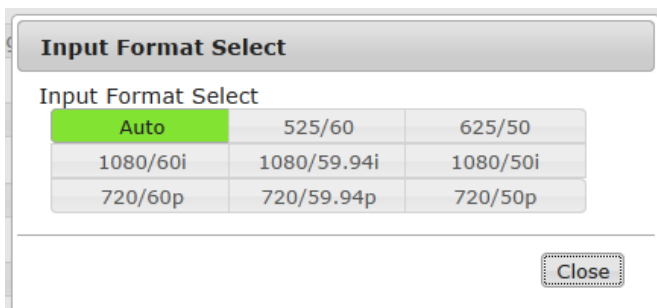 Input Format Select
Input Format Select
Auto 525/60 625/50
1080/60i 1080/59.94i 1080/50i
720/60p 720/59.94p 720/50p
Close